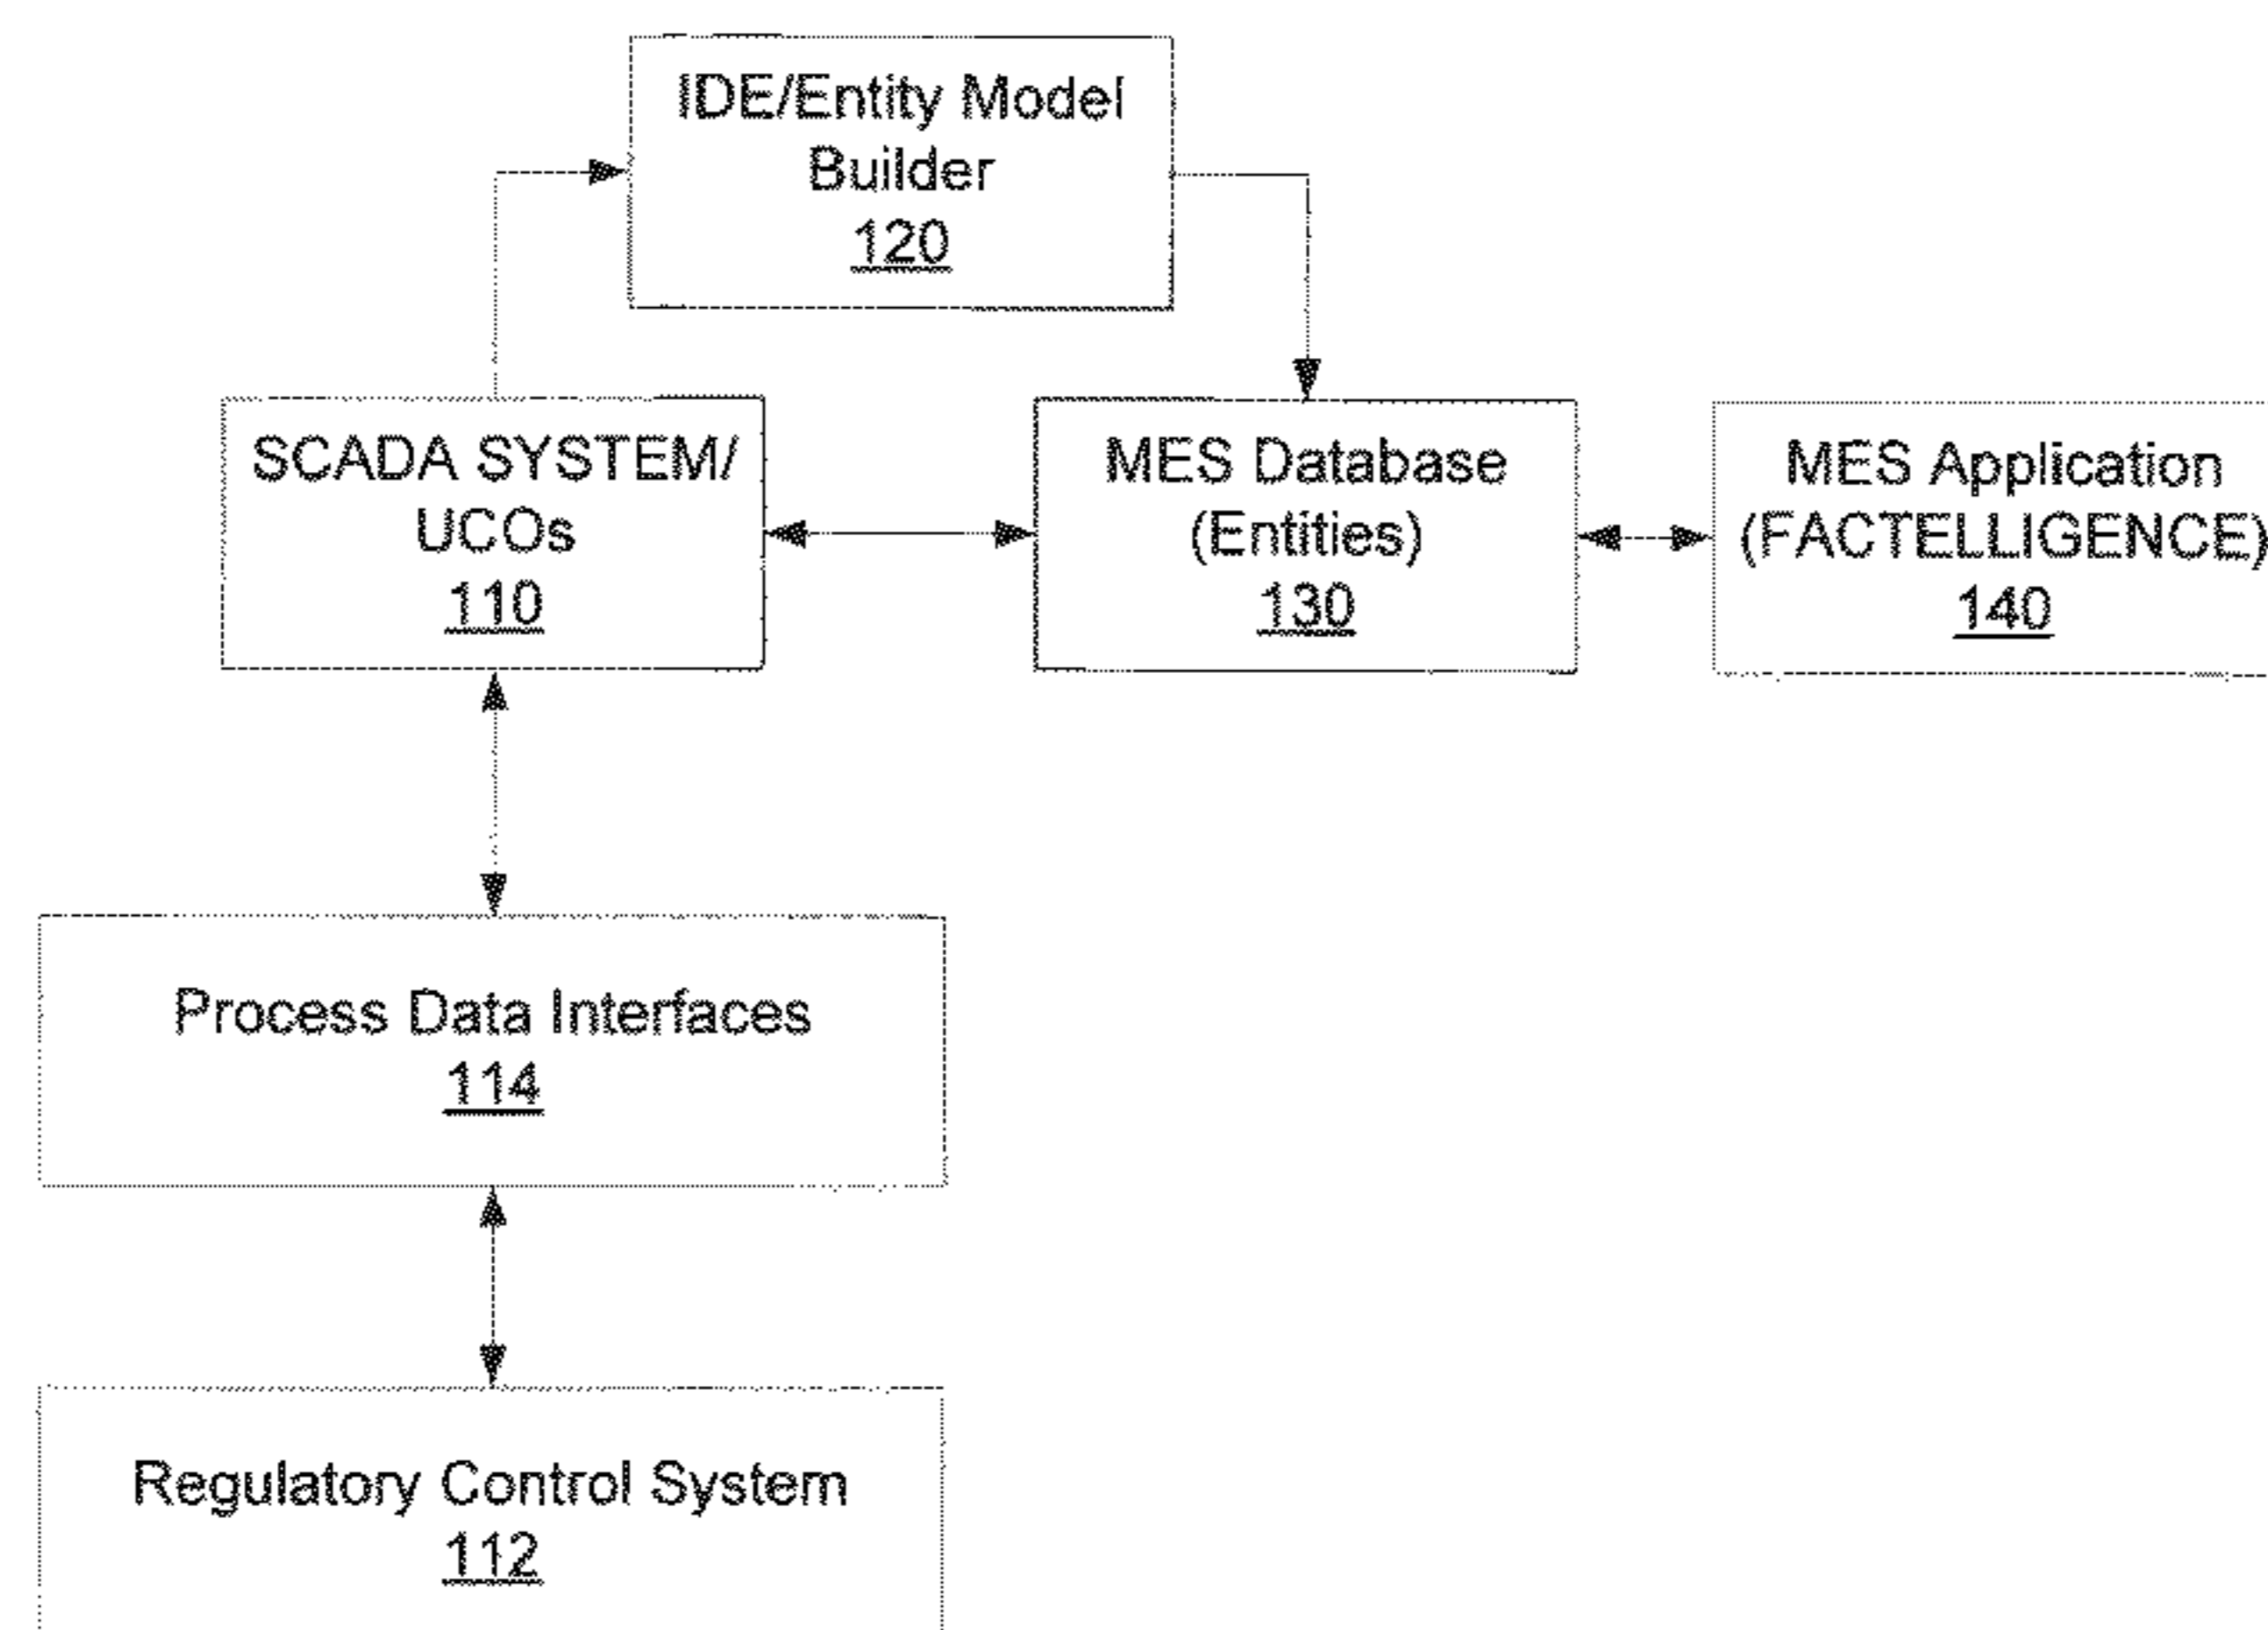 IDE/Entity Model
Builder
120
SCADA SYSTEM/
UCOs
110
MES Database
(Entities)
130
MES Application
(FACTELLIGENCE)
140
Process Data Interfaces
114
Regulatory Control System
112